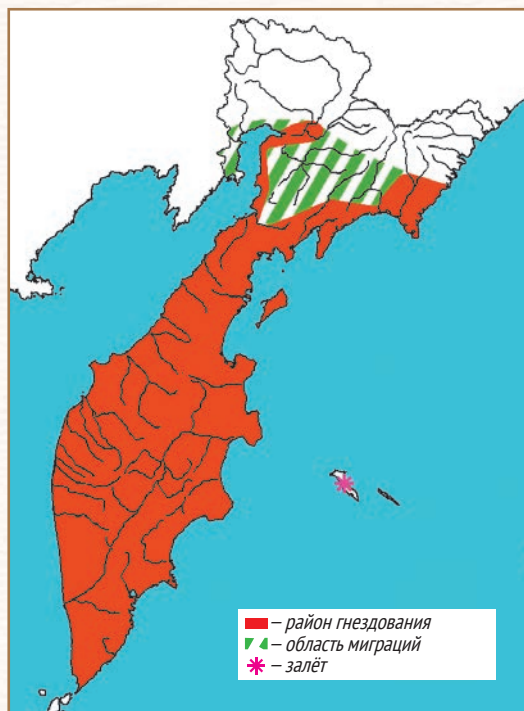 – район гнездования
– область миграций
– залёт